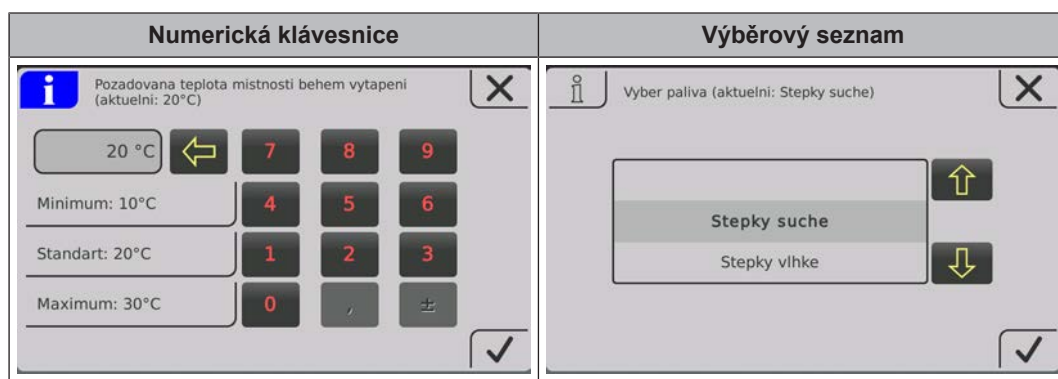 Numerická klávesnice
Výběrový seznam
i
Pozadovana teplota mistnosti behem vytapeni
(aktuelni: 20°C)
20 °C
7 8 9
Minimum: 10°C
4 5 6
Standart: 20°C
1 2 3
Maximum: 30°C
0 , ±
i
Vyber paliva (aktuelni: Stepky suche)
Stepky suche
Stepky vlhke